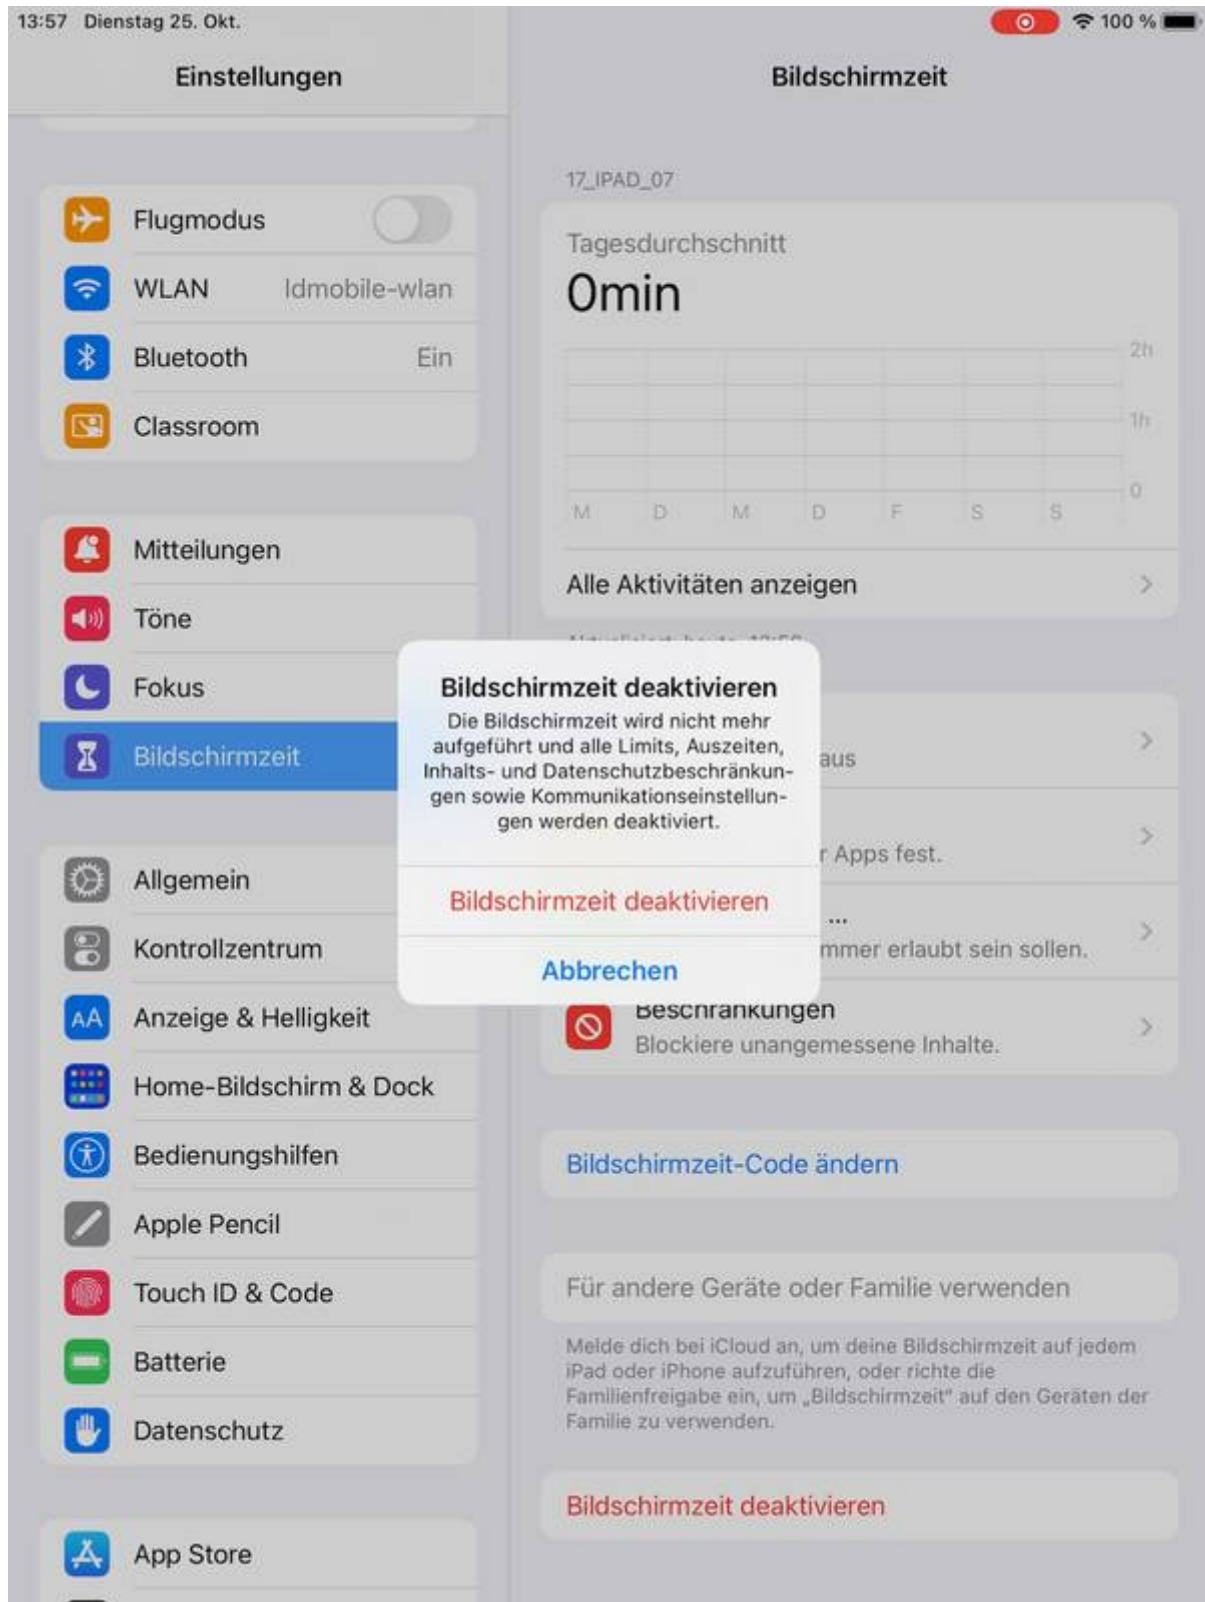 13:57 Dienstag 25. Okt.
100 %
Einstellungen
Flugmodus
WLAN ldmobile-wlan
Bluetooth Ein
Classroom
Mitteilungen
Töne
Fokus
Bildschirmzeit
Allgemein
Kontrollzentrum
AA Anzeige & Helligkeit
Home-Bildschirm & Dock
Bedienungshilfen
Apple Pencil
Touch ID & Code
Batterie
Datenschutz
App Store
Bildschirmzeit
17_IPAD_07
Tagesdurchschnitt
0min
2h
1h
0
M D M D F S S
Alle Aktivitäten anzeigen
aus
Apps fest.
...
erlaubt sein sollen.
Beschränkungen
Blockiere unangemessene Inhalte.
Bildschirmzeit-Code ändern
Für andere Geräte oder Familie verwenden
Melde dich bei iCloud an, um deine Bildschirmzeit auf jedem
iPad oder iPhone aufzuführen, oder richte die
Familienfreigabe ein, um „Bildschirmzeit“ auf den Geräten der
Familie zu verwenden.
Bildschirmzeit deaktivieren
Bildschirmzeit deaktivieren
Die Bildschirmzeit wird nicht mehr
aufgeführt und alle Limits, Auszeiten,
Inhalts- und Datenschutzbeschränkun-
gen sowie Kommunikationseinstellun-
gen werden deaktiviert.
Bildschirmzeit deaktivieren
Abbrechen